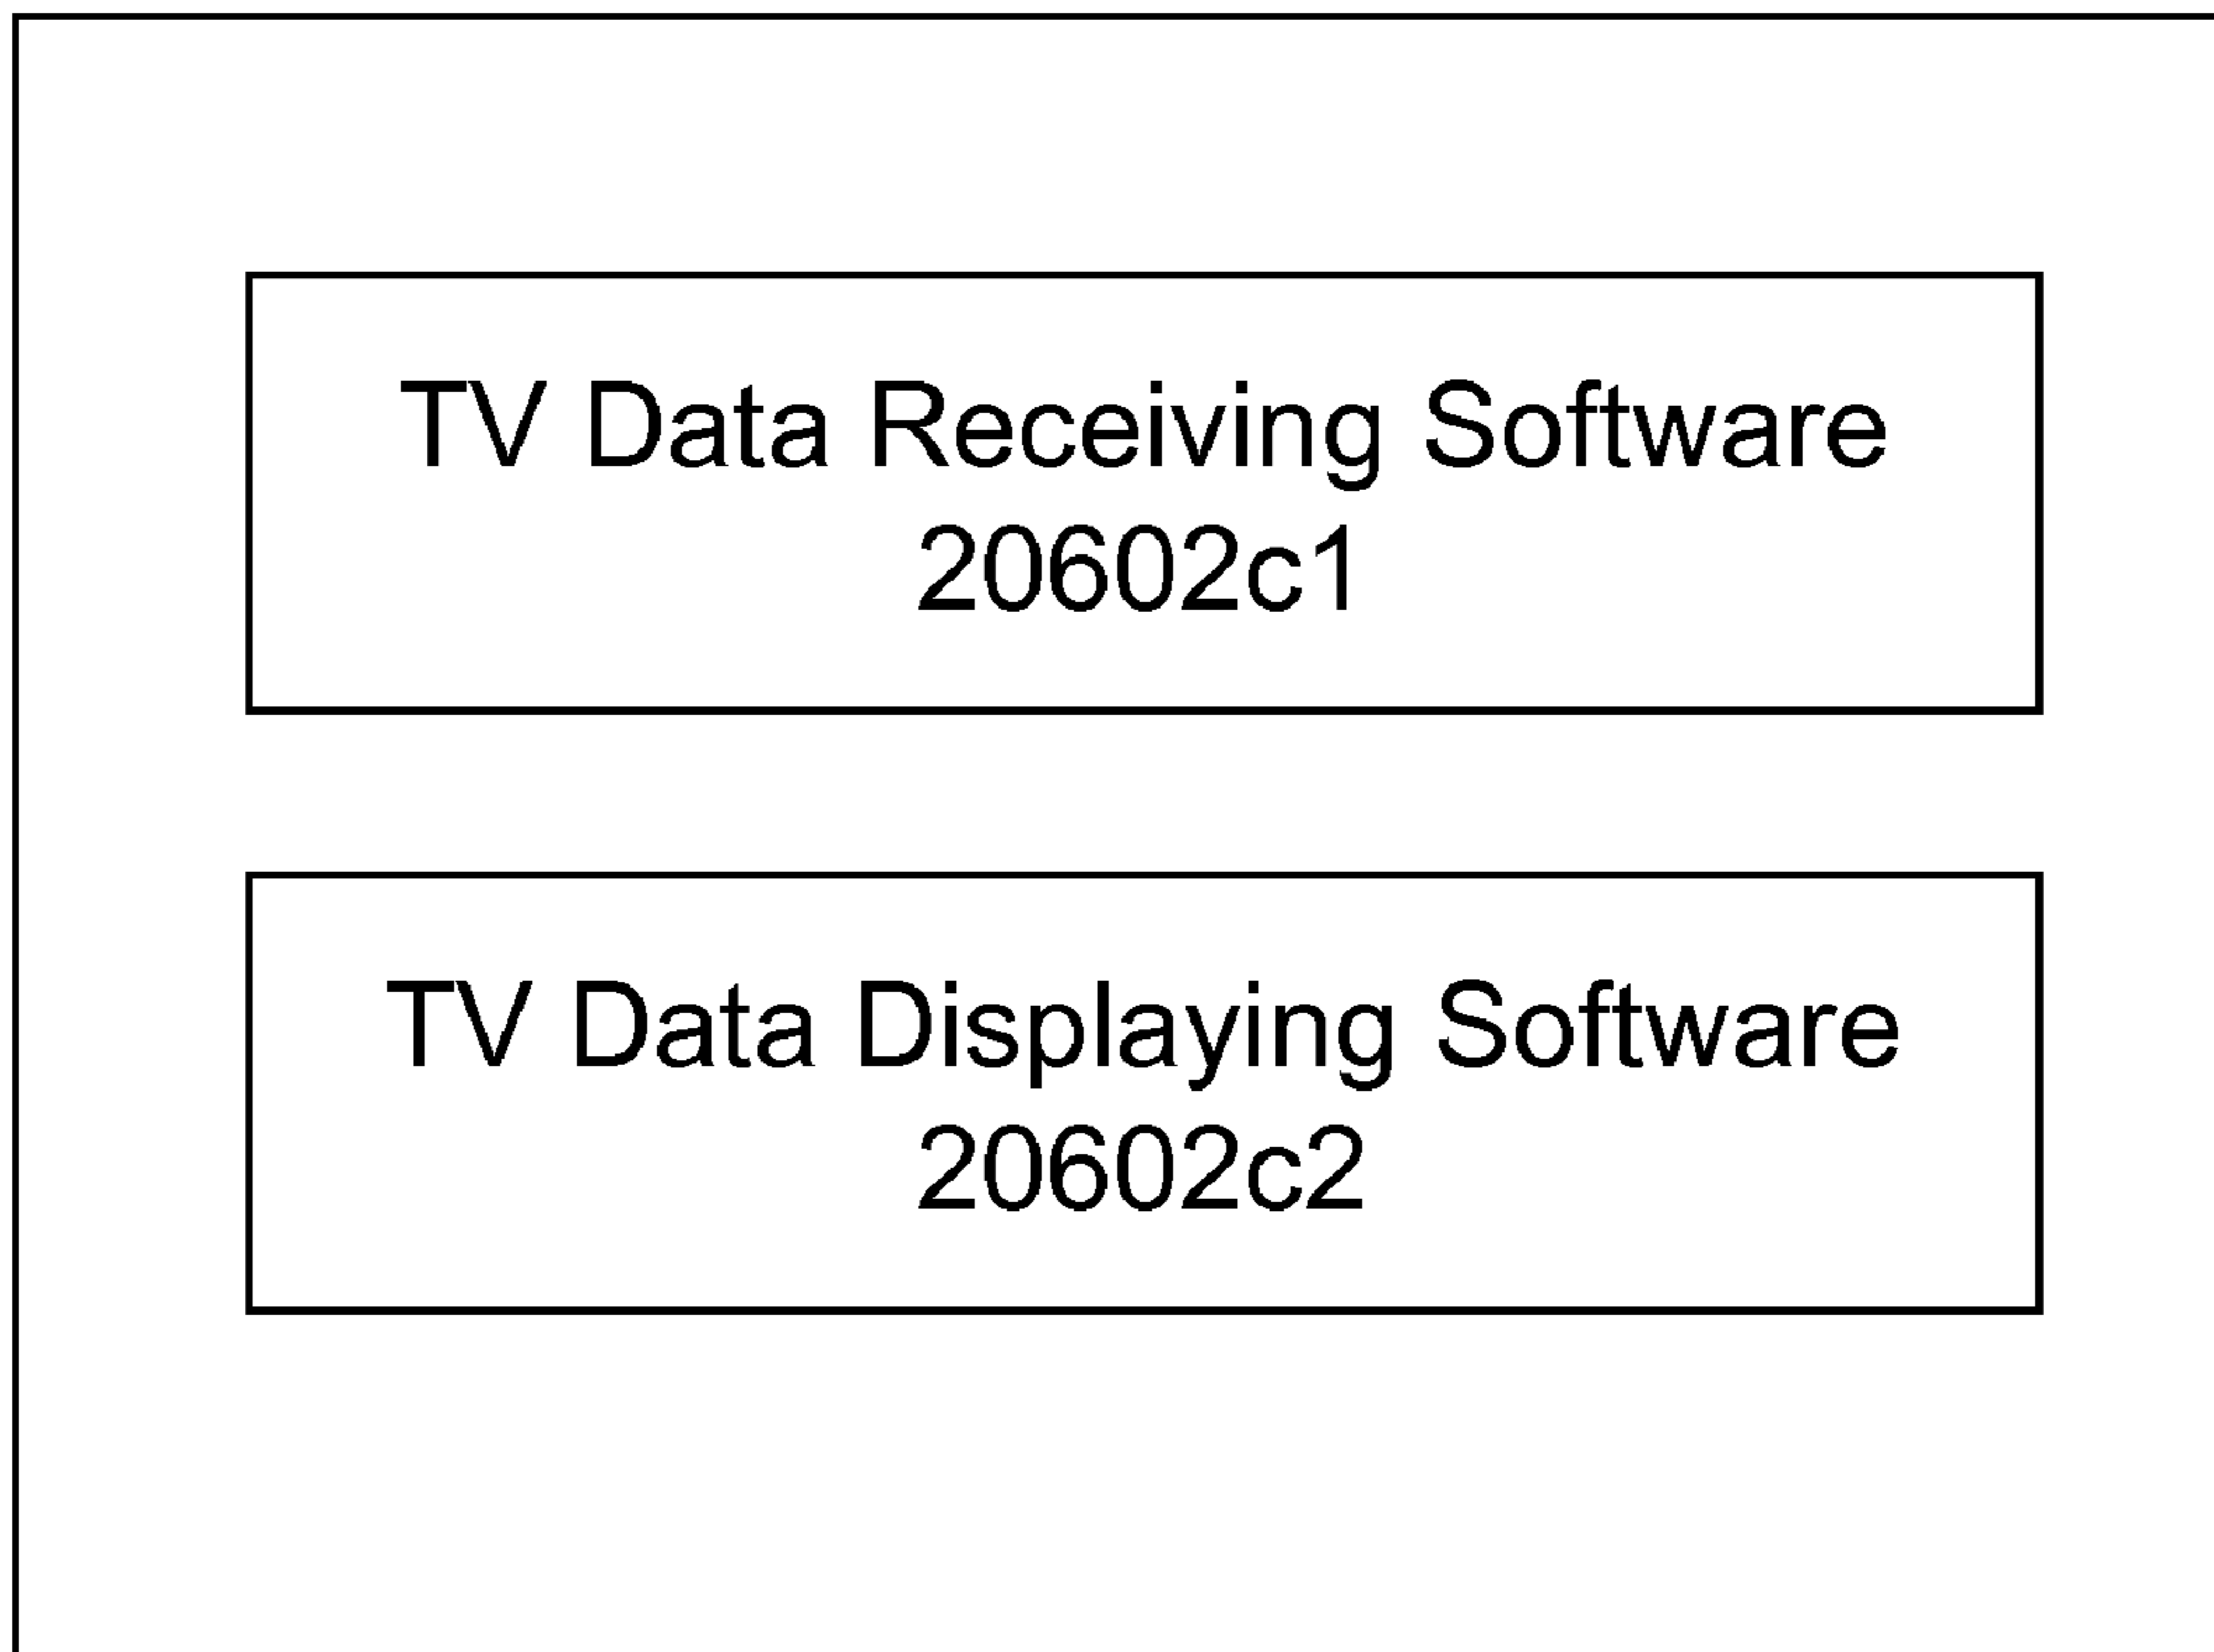 TV Data Receiving Software
20602c1
TV Data Displaying Software
20602c2